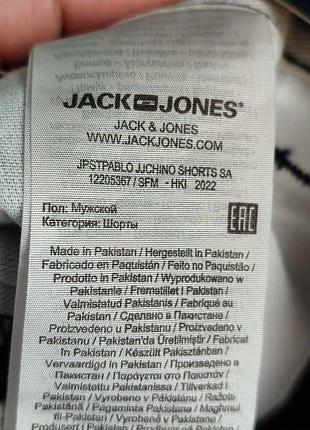 JACK JONES®
JACK & JONES
WWW.JACKJONES.COM
JPSTPABLO JJCHINO SHORTS SA
12205367 / SFM - HKI 2022
Пол: Мужской
Категория: Шорты
EAC
Made in Pakistan / Hergestellt in Pakistan /
Fabricado en Paquistán / Feito no Paquistão /
Prodotto in Pakistan / Wyprodukowano w
Pakistanie / Fremstillet i Pakistan /
Valmistatud Pakistanis / Fabriqué au
Pakistan / Сделано в Пакистане /
Proizvedeno u Pakistanu / Proizvedeno v
Pakistanu / Pakistan'da Üretilmiştir / Fabricat
în Pakistan / Készült Pakisztánban /
Vervaardigd in Pakistan / Произведено в
Пакистан / Παράγεται στο Πακιστάν /
Valmistettu Pakistanissa / Tillverkad i
Pakistan / Vyrobeno v Pákistánu / Ražots
Pakistānā / Pagaminta Pakistane / Maghmul
fil-Pakistan / Vyrobené v Pakistane /
Produsert i Pakistan